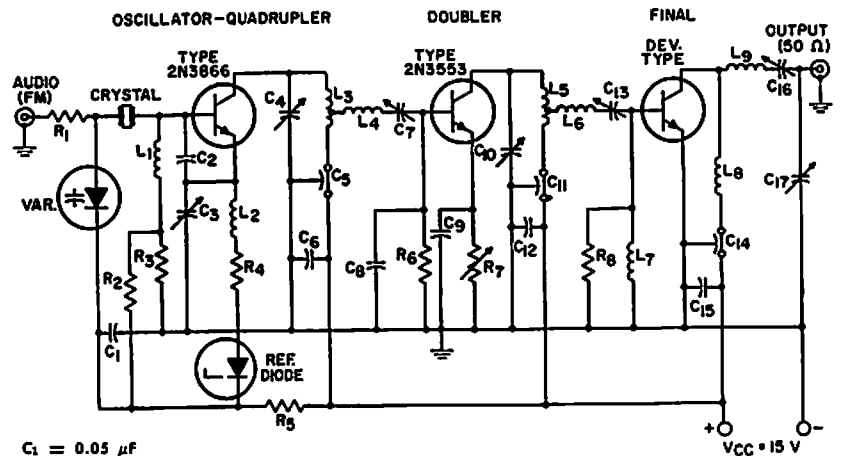 OSCILLATOR-QUADRUPLER
DOUBLER
FINAL
AUDIO
(FM)
CRYSTAL
TYPE
2N3866
TYPE
2N3553
DEV.
TYPE
OUTPUT
(50 Ω)
R1
L1
C2
C3
VAR.
R2
R3
C1
L2
R4
REF.
DIODE
R5
C4
L3
L4
C7
C5
C6
C8
R6
C9
R7
C10
L5
L6
C13
C11
C12
R8
L7
L8
L9
C16
C17
C14
C15
+
VCC = 15 V
-
C1 = 0.05 μF